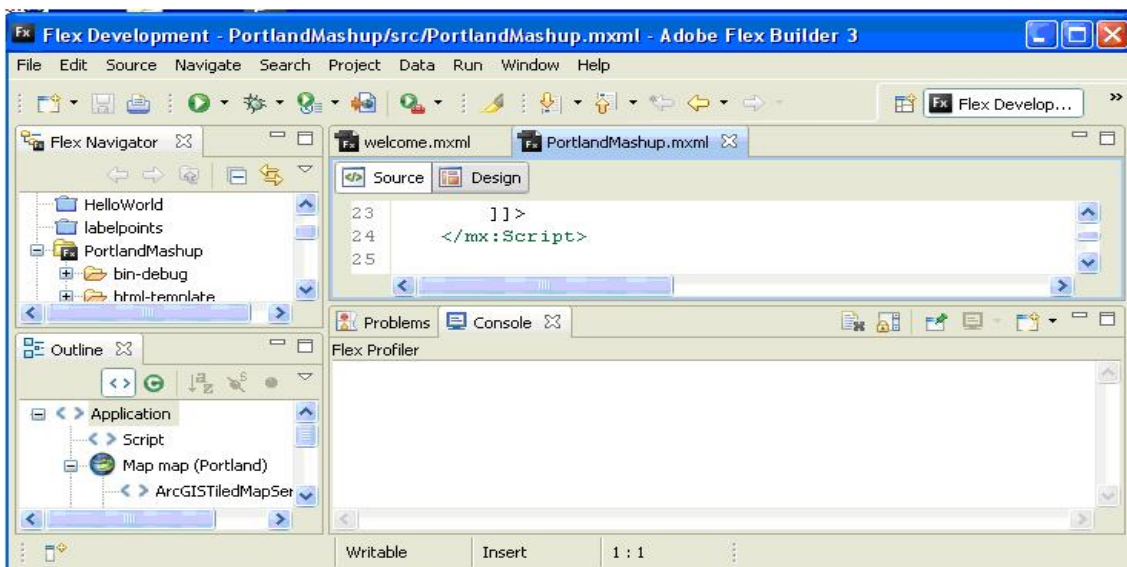 Fx Flex Development - PortlandMashup/src/PortlandMashup.mxml - Adobe Flex Builder 3
File Edit Source Navigate Search Project Data Run Window Help
Fx Flex Develop... »
Flex Navigator
HelloWorld
labelpoints
PortlandMashup
bin-debug
html-template
Outline
Application
Script
Map map (Portland)
ArcGISTiledMapSer
welcome.mxml PortlandMashup.mxml
Source Design
23 ]]>
24 </mx:Script>
25
Problems Console
Flex Profiler
Writable Insert 1 : 1